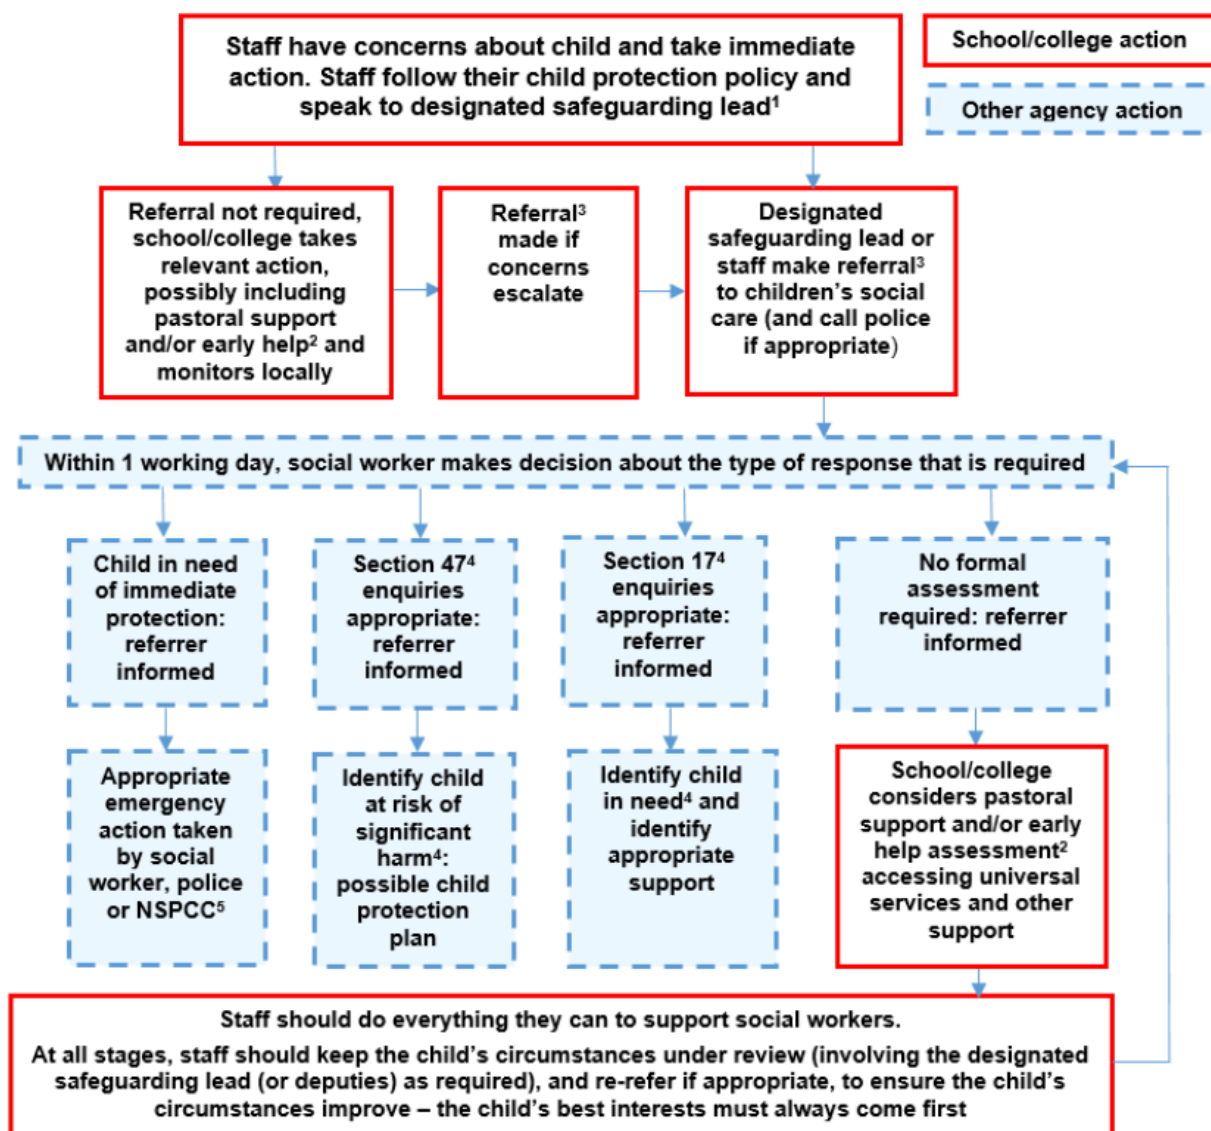 Staff have concerns about child and take immediate
action. Staff follow their child protection policy and
speak to designated safeguarding lead¹
School/college action
Other agency action
Referral not required,
school/college takes
relevant action,
possibly including
pastoral support
and/or early help² and
monitors locally
Referral³
made if
concerns
escalate
Designated
safeguarding lead or
staff make referral³
to children’s social
care (and call police
if appropriate)
Within 1 working day, social worker makes decision about the type of response that is required
Child in need
of immediate
protection:
referrer
informed
Section 47⁴
enquiries
appropriate:
referrer
informed
Section 17⁴
enquiries
appropriate:
referrer
informed
No formal
assessment
required: referrer
informed
Appropriate
emergency
action taken
by social
worker, police
or NSPCC⁵
Identify child
at risk of
significant
harm⁴:
possible child
protection
plan
Identify child
in need⁴ and
identify
appropriate
support
School/college
considers pastoral
support and/or early
help assessment²
accessing universal
services and other
support
Staff should do everything they can to support social workers.
At all stages, staff should keep the child’s circumstances under review (involving the designated
safeguarding lead (or deputies) as required), and re-refer if appropriate, to ensure the child’s
circumstances improve – the child’s best interests must always come first